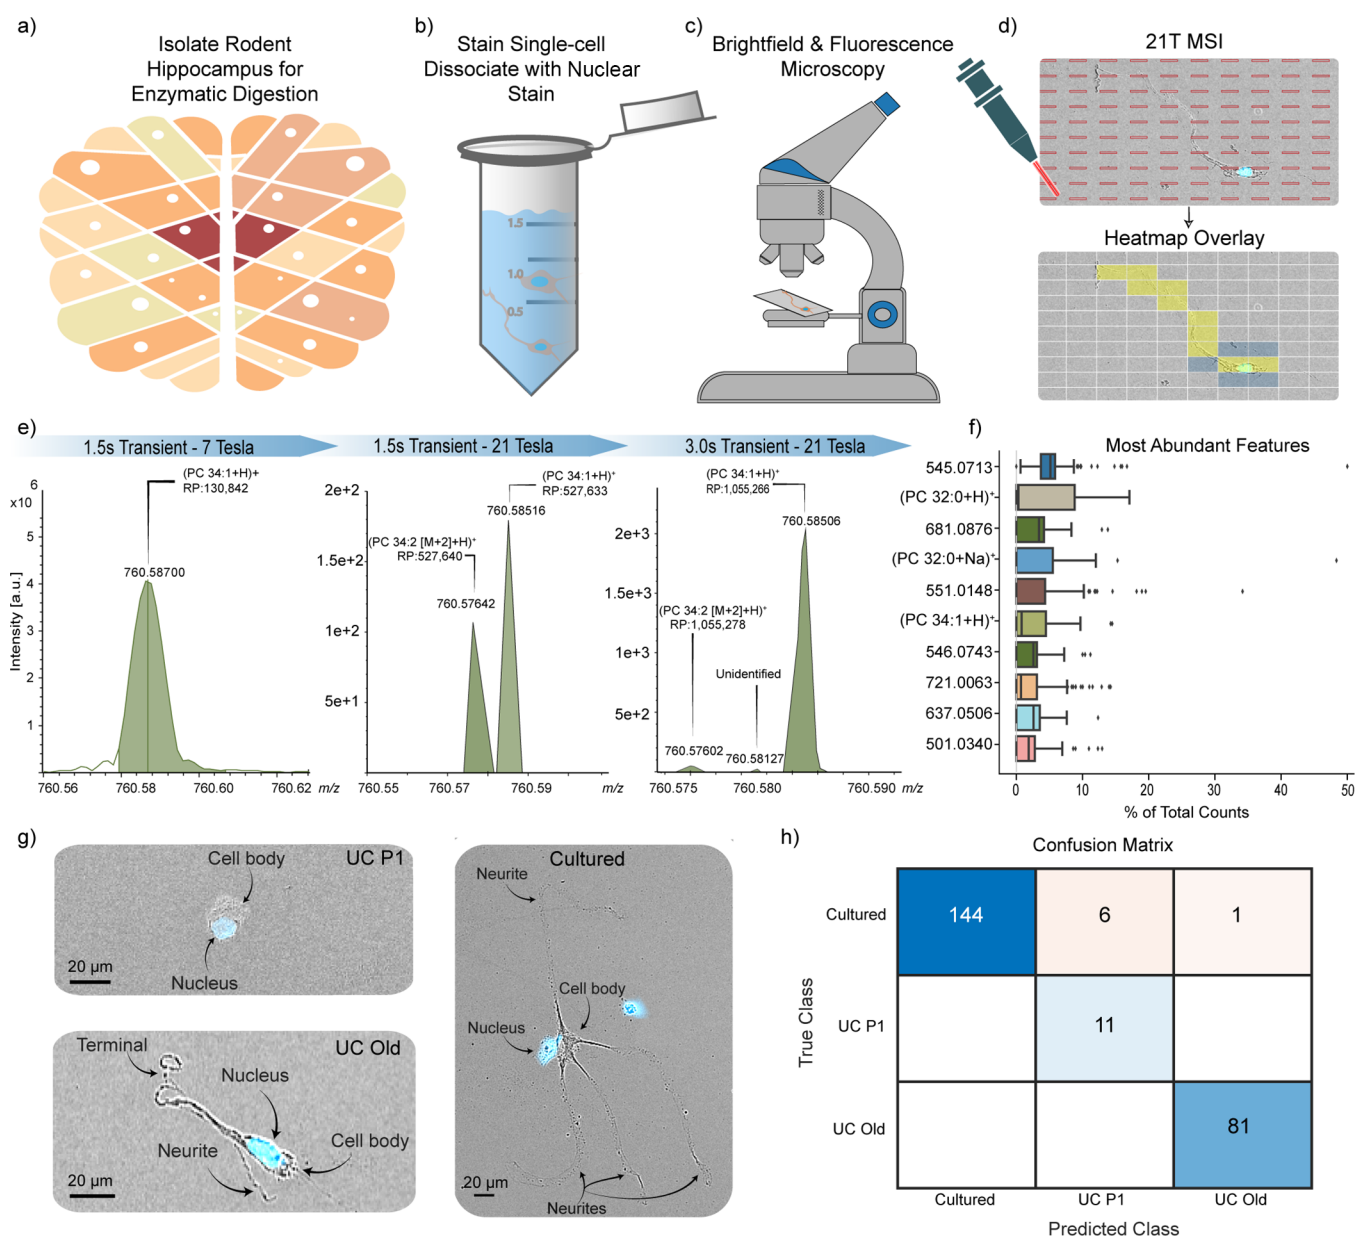 a)
Isolate Rodent
Hippocampus for
Enzymatic Digestion
b)
Stain Single-cell
Dissociate with Nuclear
Stain
1.5
1.0
0.5
c)
Brightfield & Fluorescence
Microscopy
d)
21T MSI
Heatmap Overlay
e)
1.5s Transient - 7 Tesla
1.5s Transient - 21 Tesla
3.0s Transient - 21 Tesla
6
x10
5
4
3
2
1
Intensity [a.u.]
(PC 34:1+H)+
RP:130,842
760.58700
760.56
760.58
760.60
760.62
m/z
2e+2
1.5e+2
1e+2
5e+1
(PC 34:1+H)⁺
RP:527,633
760.58516
(PC 34:2 [M+2]+H)⁺
RP:527,640
760.57642
760.55
760.57
760.59
m/z
2e+3
1.5e+3
1e+3
5e+2
(PC 34:1+H)⁺
RP:1,055,266
760.58506
(PC 34:2 [M+2]+H)⁺
RP:1,055,278
Unidentified
760.57602
760.58127
760.575
760.580
760.590
m/z
f)
Most Abundant Features
545.0713
(PC 32:0+H)⁺
681.0876
(PC 32:0+Na)⁺
551.0148
(PC 34:1+H)⁺
546.0743
721.0063
637.0506
501.0340
0
10
20
30
40
50
% of Total Counts
g)
UC P1
Cell body
Nucleus
20 µm
UC Old
Terminal
Nucleus
Cell body
Neurite
20 µm
Cultured
Neurite
Cell body
Nucleus
20 µm
Neurites
h)
Confusion Matrix
True Class
Cultured
144
6
1
UC P1
11
UC Old
81
Cultured
UC P1
UC Old
Predicted Class